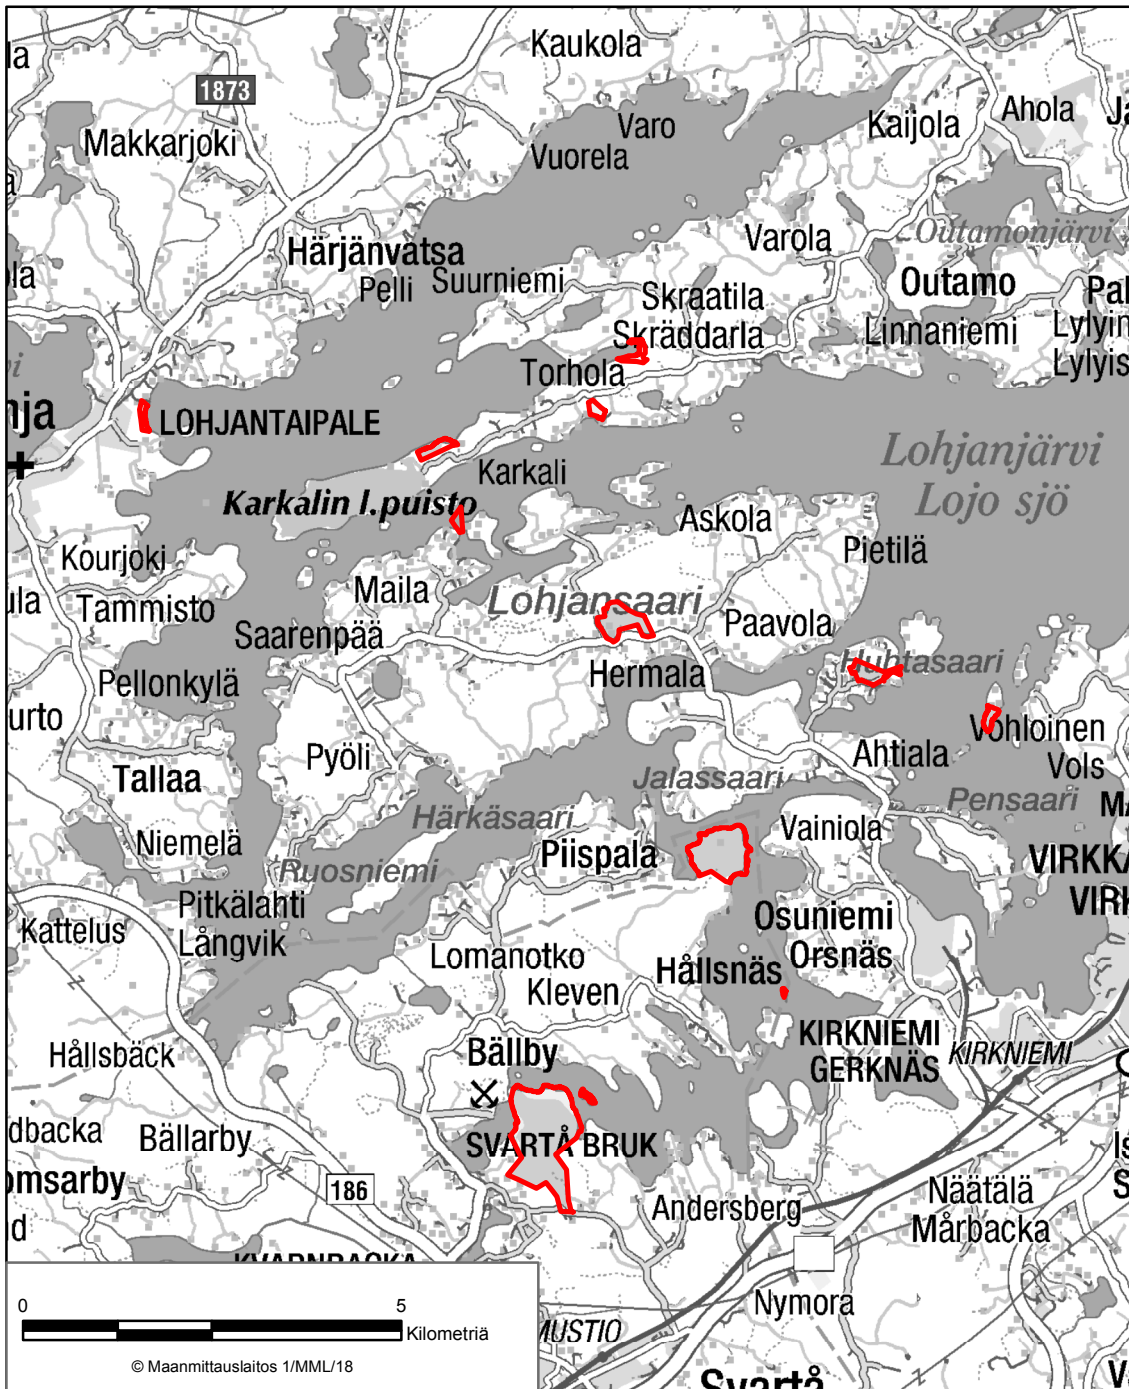 Kaukola
1873
Varo
Vuorela
Kaijola
Ahola
Makkarjoki
Härjänvatsa
Pelli
Suurniemi
Varola
Outamonjärvi
Outamo
Skraatila
Skräddarla
Linnaniemi
Torhola
LOHJANTAIPALE
Lohjanjärvi
Lojo sjö
Karkali
Karkalin l.puisto
Askola
Pietilä
Kourjoki
Tammisto
Maila
Lohjansaari
Paavola
Saarenpää
Hermala
Huhtasaari
Pellonkylä
Vohloinen
Vols
Pyöli
Ahtiala
Tallaa
Jalassaari
Pensaari
Härkäsaari
Niemelä
Piispala
Vainiola
Ruosniemi
Pitkälahti
Långvik
Kattelus
Osuniemi
Orsnäs
Lomanotko
Kleven
Hållsnäs
KIRKNIEMI
GERKNÄS
KIRKNIEMI
Hållsbäck
Bällby
Bällarby
SVARTÅ BRUK
186
Näätälä
Mårbacka
Andersberg
Nymora
0
5
Kilometriä
© Maanmittauslaitos 1/MML/18